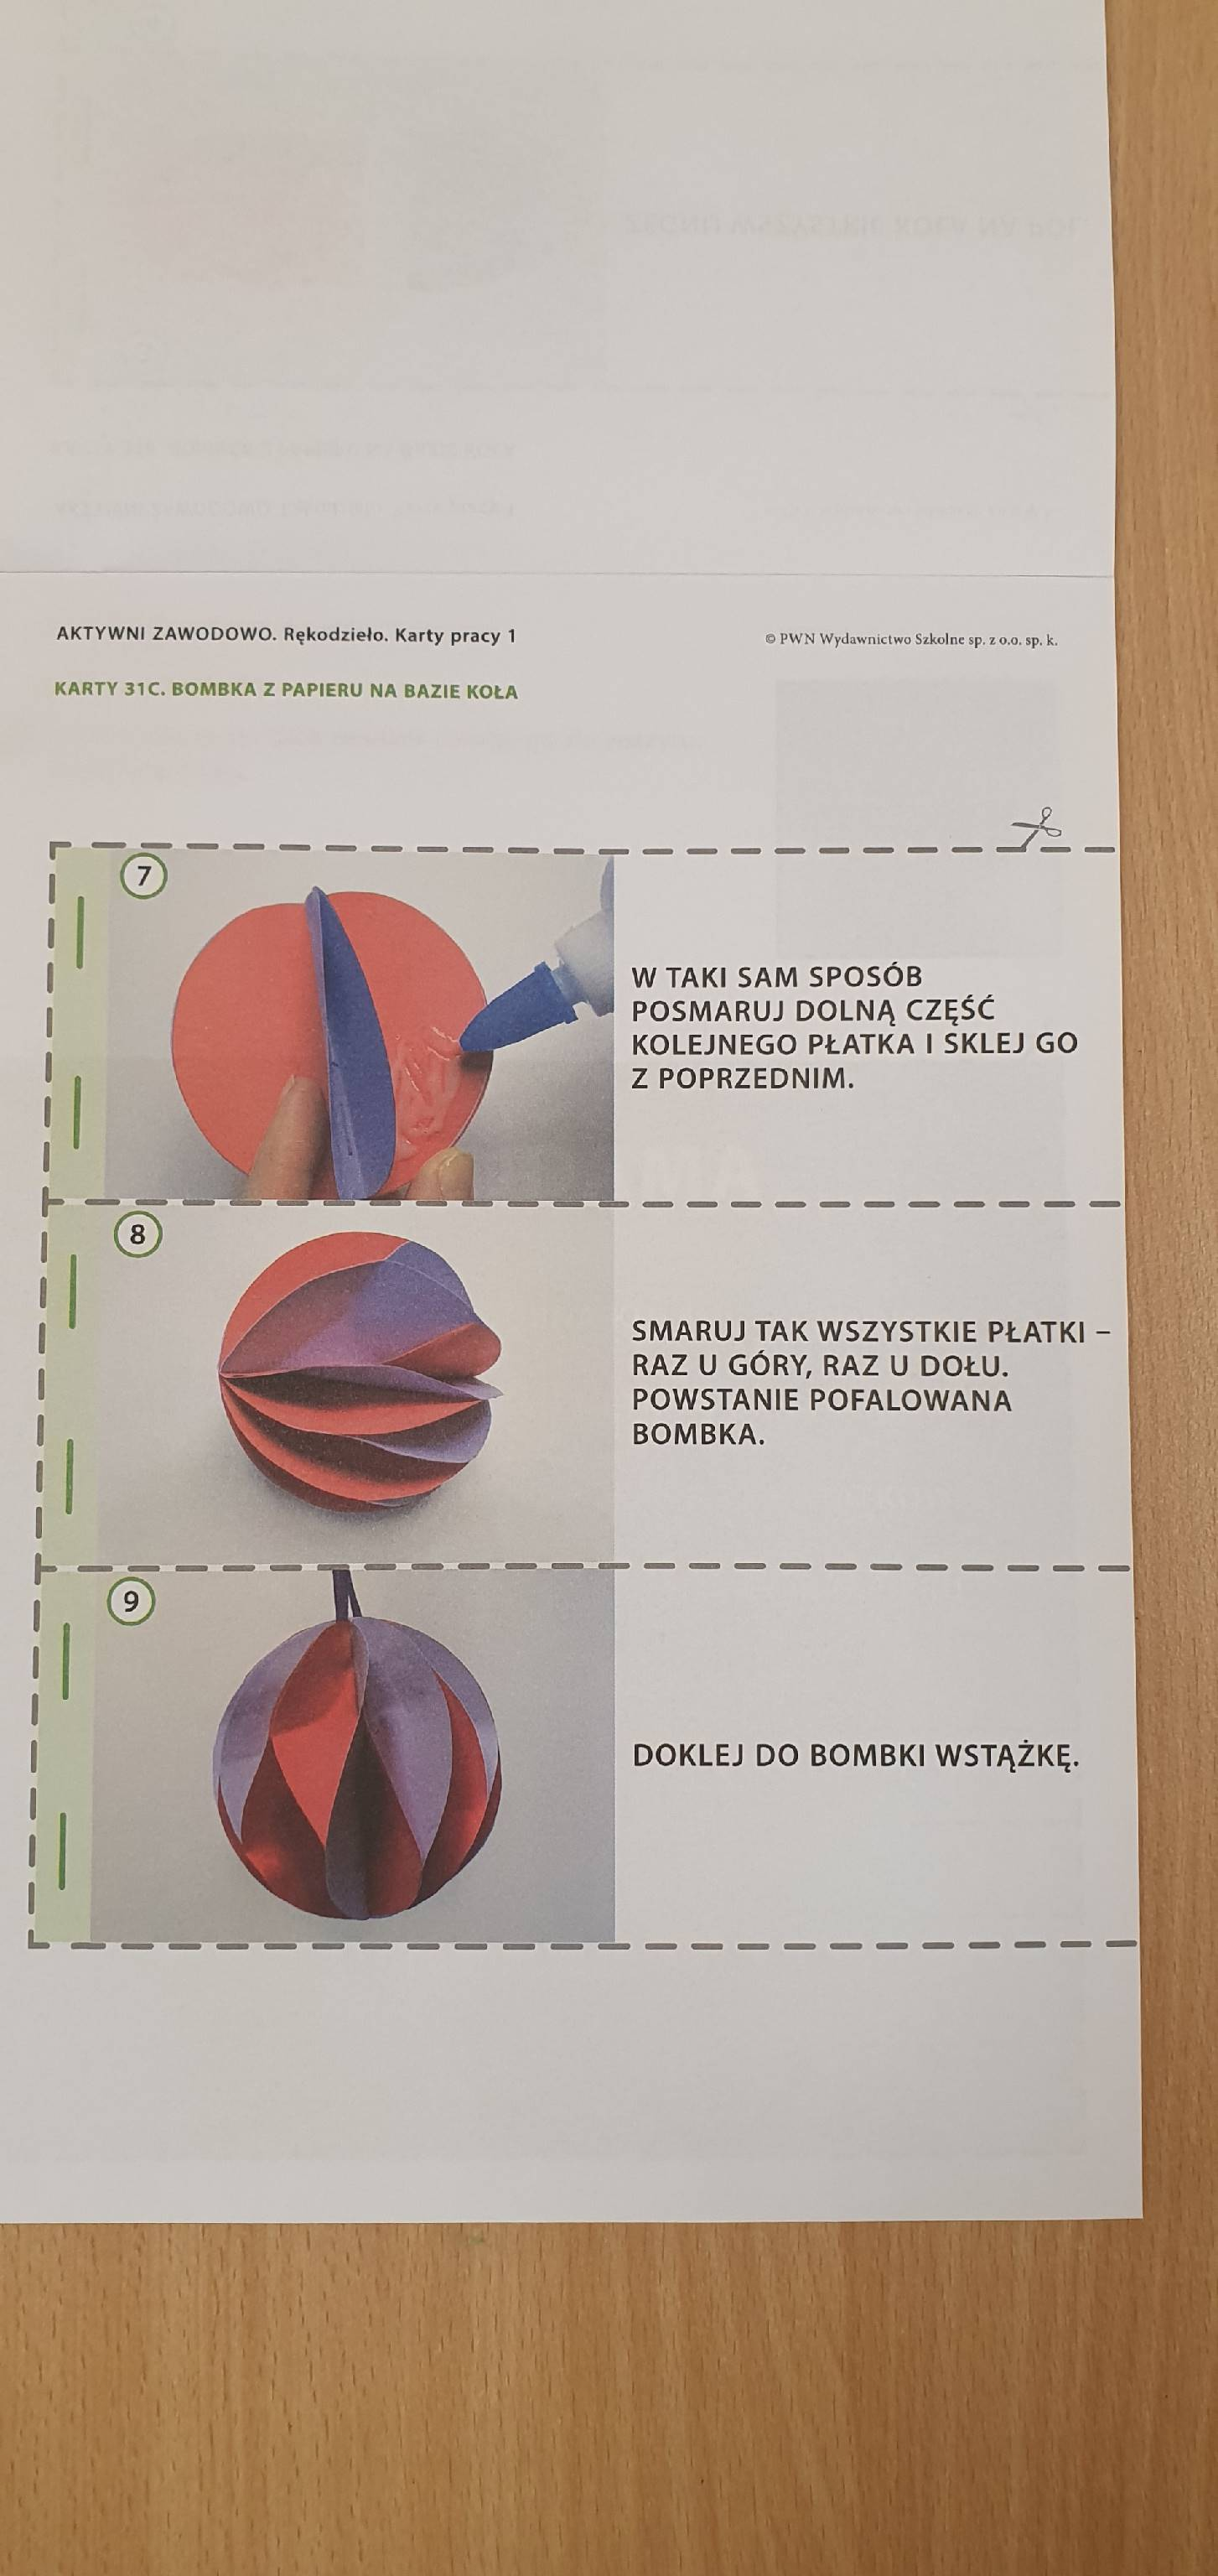 AKTYWNI ZAWODOWO. Rękodzieło. Karty pracy 1
© PWN Wydawnictwo Szkolne sp. z o.o. sp. k.
KARTY 31C. BOMBKA Z PAPIERU NA BAZIE KOŁA
7
W TAKI SAM SPOSÓB
POSMARUJ DOLNĄ CZĘŚĆ
KOLEJNEGO PŁATKA I SKLEJ GO
Z POPRZEDNIM.
8
SMARUJ TAK WSZYSTKIE PŁATKI –
RAZ U GÓRY, RAZ U DOŁU.
POWSTANIE POFALOWANA
BOMBKA.
9
DOKLEJ DO BOMBKI WSTĄŻKĘ.